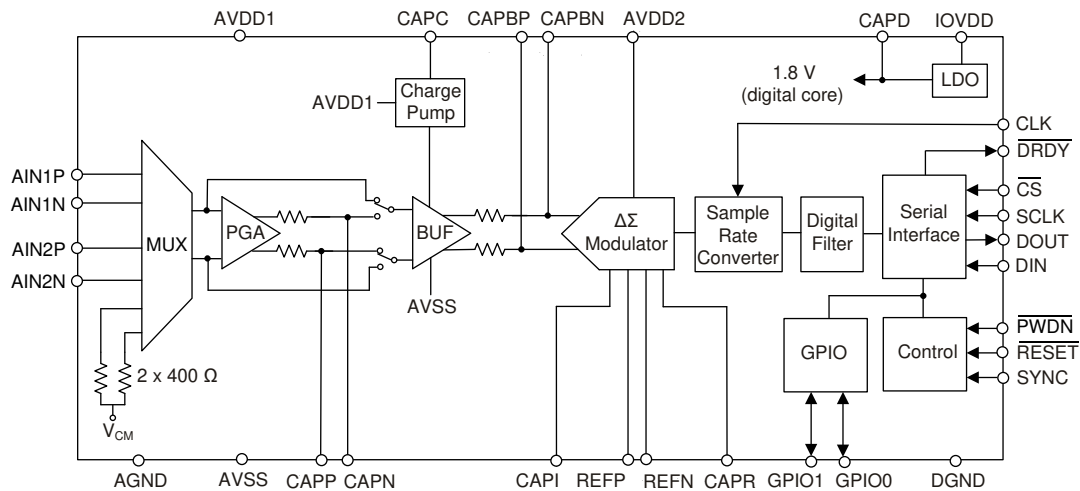 AVDD1
CAPC
CAPBP
CAPBN
AVDD2
CAPD
IOVDD
1.8 V
(digital core)
LDO
AVDD1
Charge
Pump
CLK
DRDY
CS
SCLK
DOUT
DIN
PWDN
RESET
SYNC
AIN1P
AIN1N
AIN2P
AIN2N
MUX
PGA
BUF
AVSS
ΔΣ
Modulator
Sample
Rate
Converter
Digital
Filter
Serial
Interface
GPIO
Control
2 x 400 Ω
VCM
AGND
AVSS
CAPP
CAPN
CAPI
REFP
REFN
CAPR
GPIO1
GPIO0
DGND